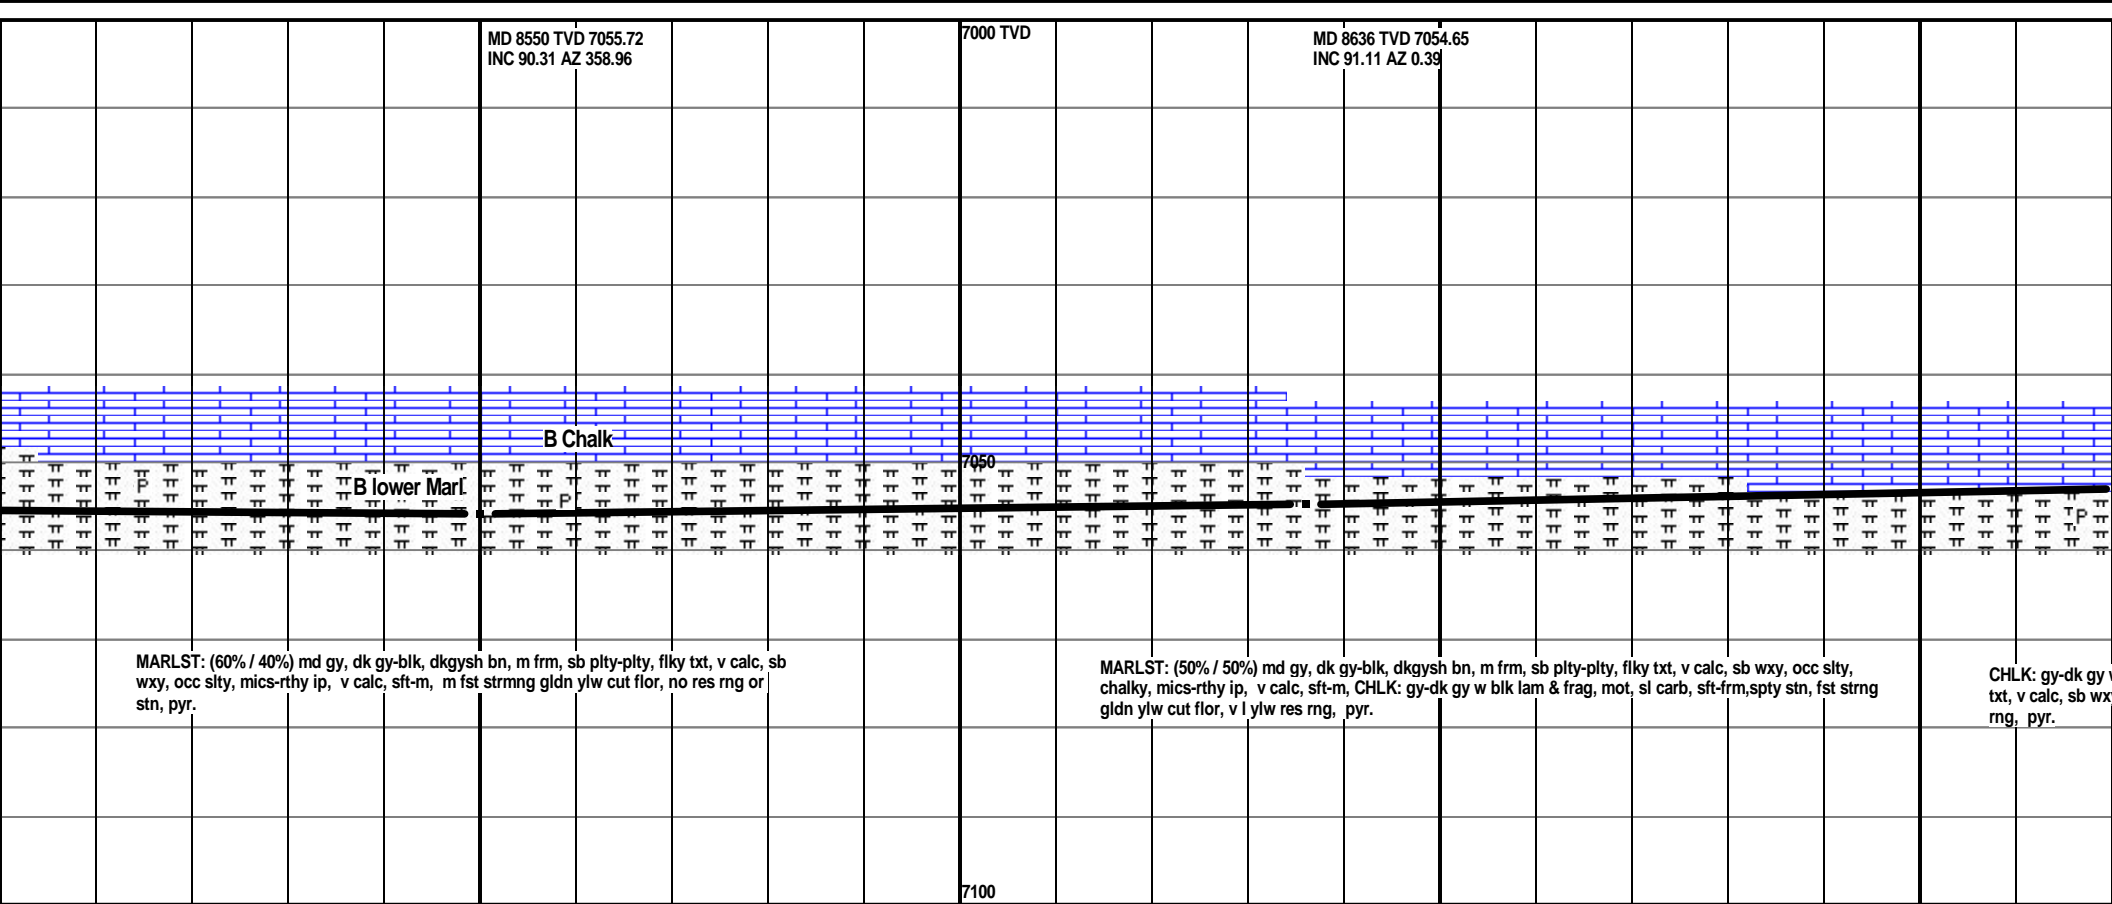 MD 8550 TVD 7055.72
INC 90.31 AZ 358.96
7000 TVD
MD 8636 TVD 7054.65
INC 91.11 AZ 0.39
B Chalk
7050
B lower Marl
P
P
P
MARLST: (60% / 40%) md gy, dk gy-blk, dkgysh bn, m frm, sb plty-plty, flky txt, v calc, sb
wxy, occ slty, mics-rthy ip, v calc, sft-m, m fst strmng gldn ylw cut flor, no res rng or
stn, pyr.
MARLST: (50% / 50%) md gy, dk gy-blk, dkgysh bn, m frm, sb plty-plty, flky txt, v calc, sb wxy, occ slty,
chalky, mics-rthy ip, v calc, sft-m, CHLK: gy-dk gy w blk lam & frag, mot, sl carb, sft-frm,spty stn, fst strng
gldn ylw cut flor, v l ylw res rng, pyr.
CHLK: gy-dk gy
txt, v calc, sb wxy
rng, pyr.
7100